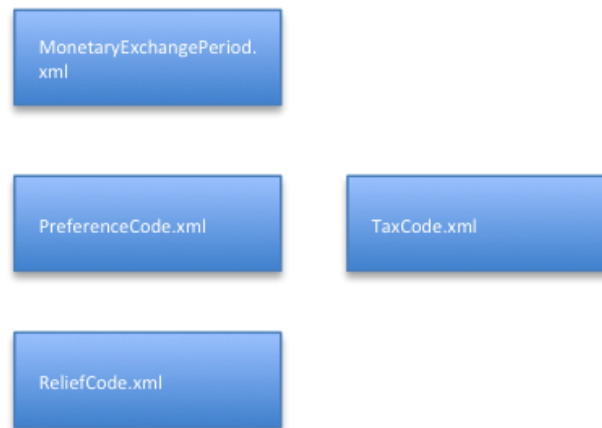 MonetaryExchangePeriod.
xml
PreferenceCode.xml
TaxCode.xml
ReliefCode.xml